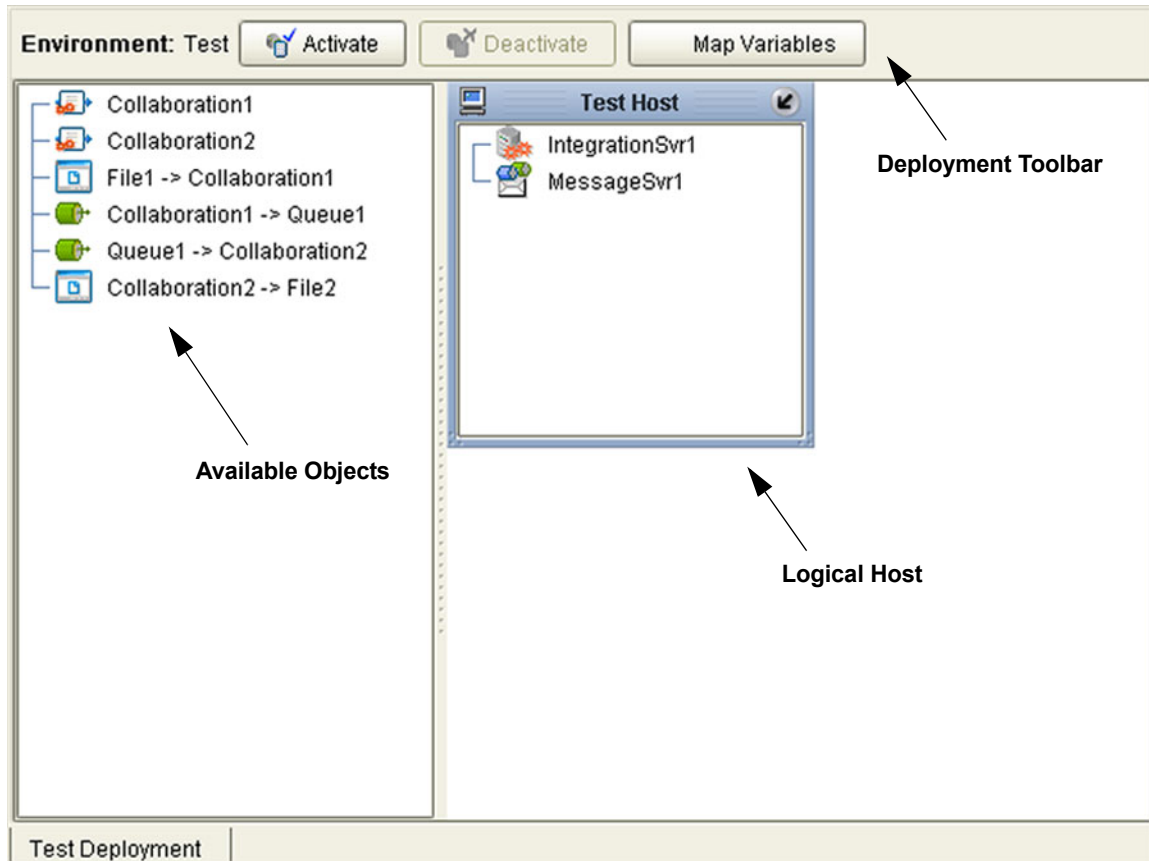 Environment: Test Activate Deactivate Map Variables
Collaboration1
Collaboration2
File1 -> Collaboration1
Collaboration1 -> Queue1
Queue1 -> Collaboration2
Collaboration2 -> File2
Available Objects
Test Host
IntegrationSvr1
MessageSvr1
Deployment Toolbar
Logical Host
Test Deployment